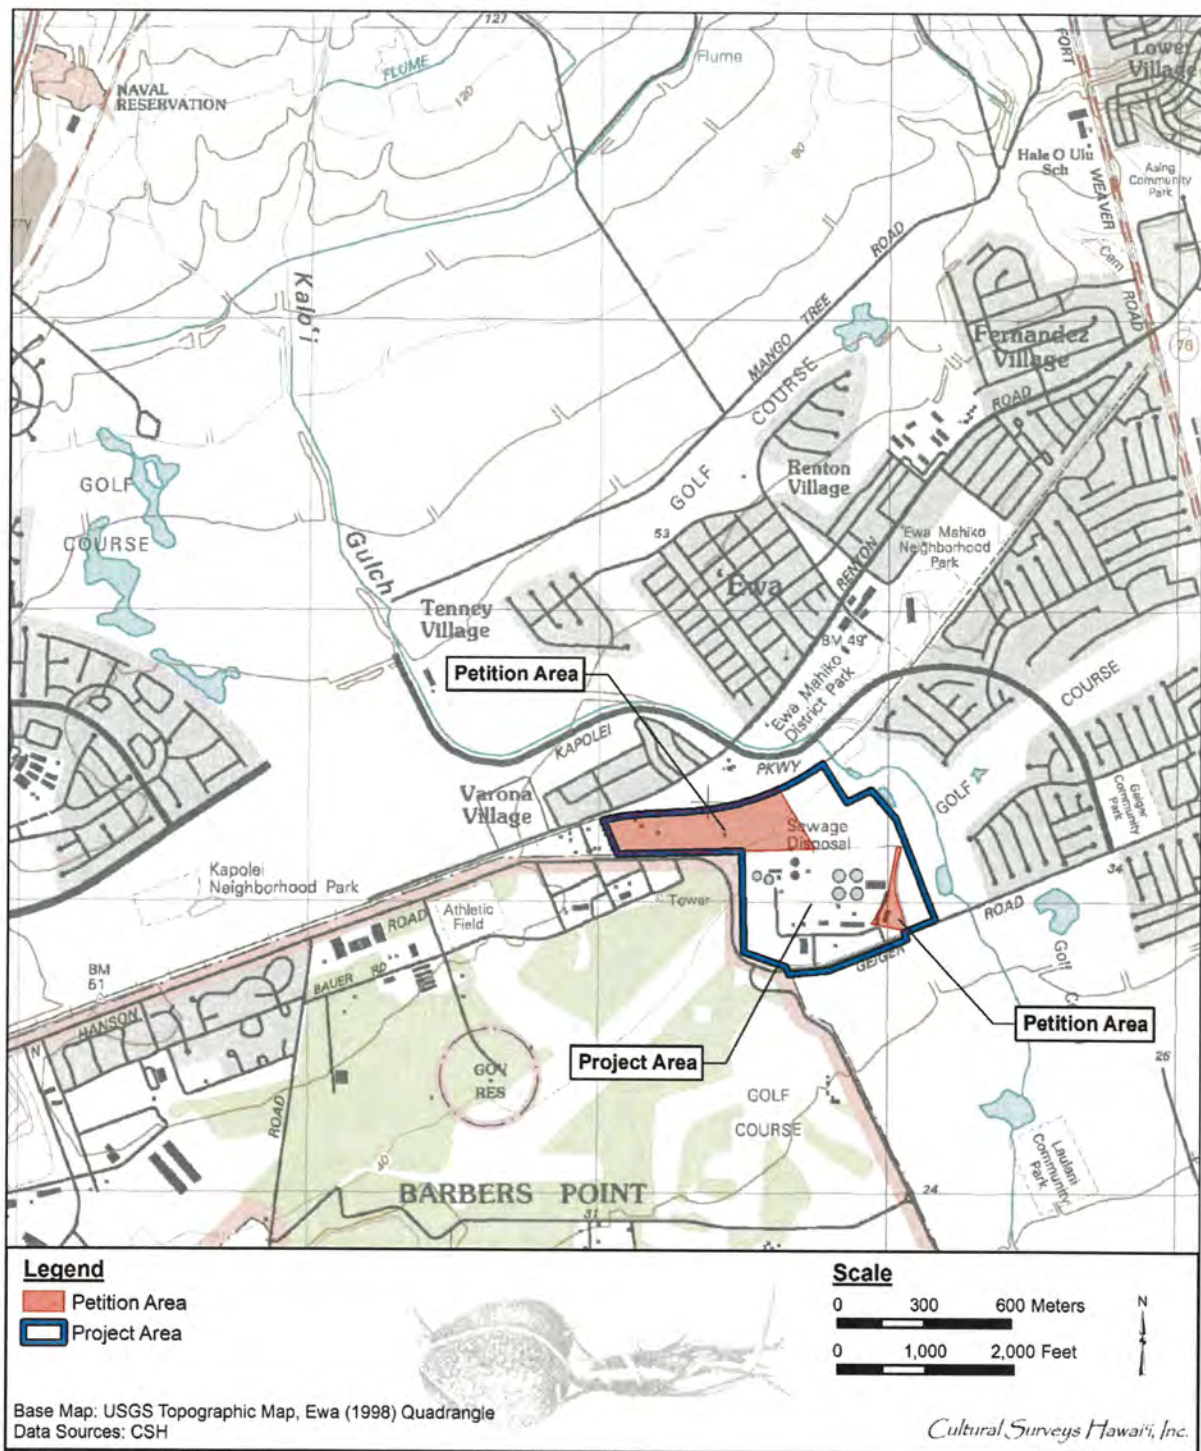 127
FLUME
Flume
NAVAL
RESERVATION
120
90
FORT
WEAVER
ROAD
Lower
Village
Hale O Ulu
Sch
Asing
Community
Park
Cem
Kalo'i
Gulch
MANGO TREE ROAD
Fernandez
Village
76
ROAD
GOLF
COURSE
GOLF COURSE
Renton
Village
53
'Ewa Mahiko
Neighborhood
Park
RENTON
'Ewa
Tenney
Village
BM 49
'Ewa Mahiko
District Park
Petition Area
COURSE
GOLF
KAPOLEI
PKWY
Varona
Village
Geiger
Community
Park
Sewage
Disposal
34
Kapolei
Neighborhood Park
Athletic
Field
ROAD
Tower
ROAD
GEIGER
Golf
BM
51
BAUER RD
HANSON
Petition Area
Project Area
N
ROAD
GOV
RES
GOLF
COURSE
26
40
Laulani
Community
Park
BARBERS POINT
31
24
Legend
Petition Area
Project Area
Scale
0 300 600 Meters
0 1,000 2,000 Feet
N
Base Map: USGS Topographic Map, Ewa (1998) Quadrangle
Data Sources: CSH
Cultural Surveys Hawai'i, Inc.